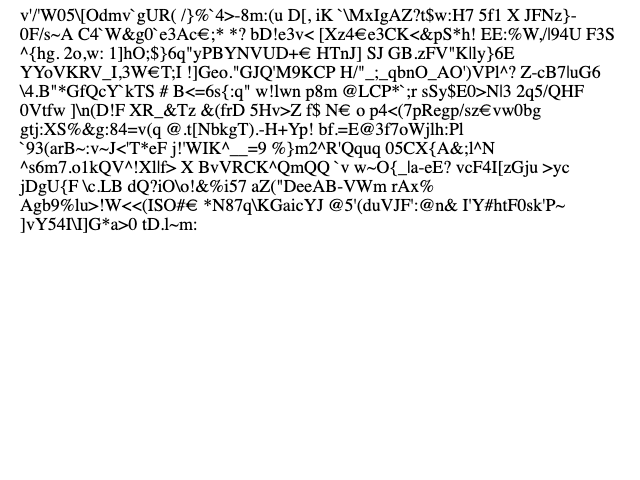 v'/'W05\[Odmv`gUR( /}%`4>-8m:(u D[, iK `\MxIgAZ?t$w:H7 5f1 X JFNz}-
0F/s~A C4`W&g0`e3Ac€;* *? bD!e3v< [Xz4€e3CK<&pS*h! EE:%W,/|94U F3S
^{hg. 2o,w: 1]hO;$}6q"yPBYNVUD+€ HTnJ] SJ GB.zFV"K|ly}6E
YYoVKRV_I,3W€T;I !]Geo."GJQ'M9KCP H/"_;_qbnO_AO')VPl^? Z-cB7|uG6
\4.B"*GfQcY`kTS # B<=6s{:q" w!lwn p8m @LCP*`;r sSy$E0>N|3 2q5/QHF
0Vtfw ]\n(D!F XR_&Tz &(frD 5Hv>Z f$ N€ o p4<(7pRegp/sz€vw0bg
gtj:XS%&g:84=v(q @.t[NbkgT).-H+Yp! bf.=E@3f7oWjlh:Pl
`93(arB~:v~J<'T*eF j!'WIK^__=9 %}m2^R'Qquq 05CX{A&;l^N
^s6m7.o1kQV^!Xl|f> X BvVRCK^QmQQ `v w~O{_|a-eE? vcF4I[zGju >yc
jDgU{F \c.LB dQ?iO\o!&%i57 aZ("DeeAB-VWm rAx%
Agb9%lu>!W<<(ISO#€ *N87q\KGaicYJ @5'(duVJF':@n& I'Y#htF0sk'P~
]vY54I\I]G*a>0 tD.l~m: